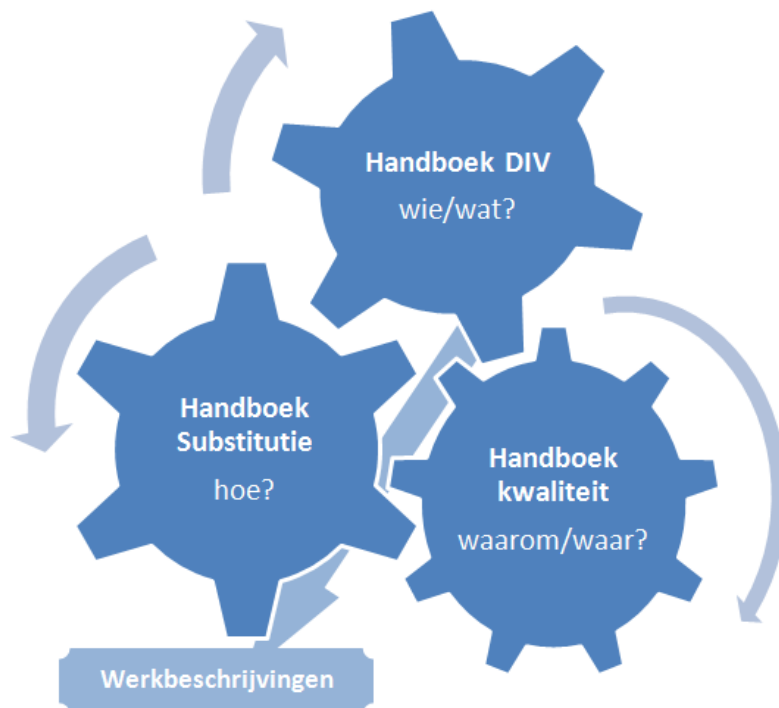 Handboek DIV
wie/wat?
Handboek
Substitutie
hoe?
Handboek
kwaliteit
waarom/waar?
Werkbeschrijvingen